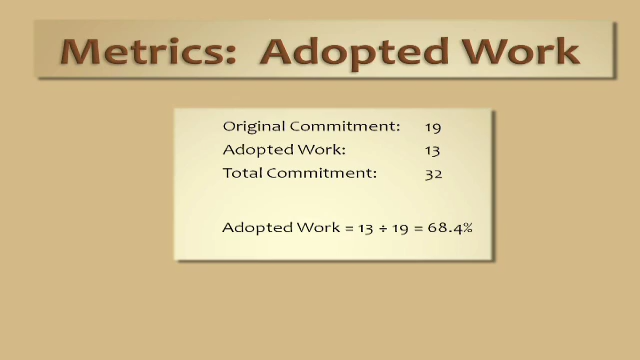 Metrics: Adopted Work
Original Commitment: 19
Adopted Work: 13
Total Commitment: 32
Adopted Work = 13 ÷ 19 = 68.4%